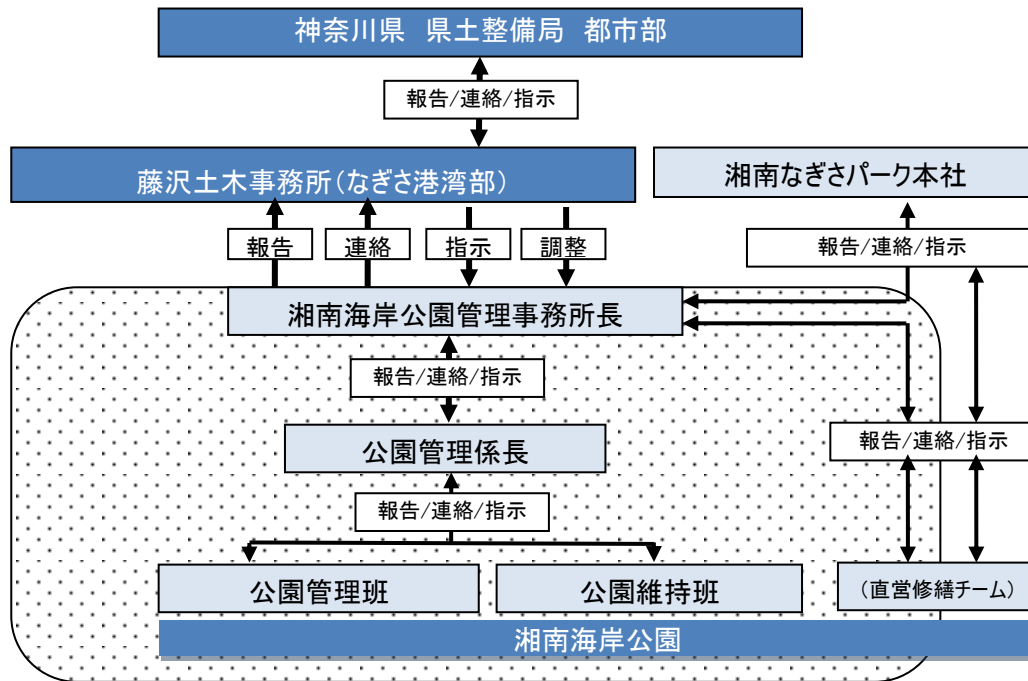 神奈川県 県土整備局 都市部
報告/連絡/指示
藤沢土木事務所(なぎさ港湾部)
湘南なぎさパーク本社
報告
連絡
指示
調整
報告/連絡/指示
湘南海岸公園管理事務所長
報告/連絡/指示
公園管理係長
報告/連絡/指示
報告/連絡/指示
公園管理班
公園維持班
(直営修繕チーム)
湘南海岸公園